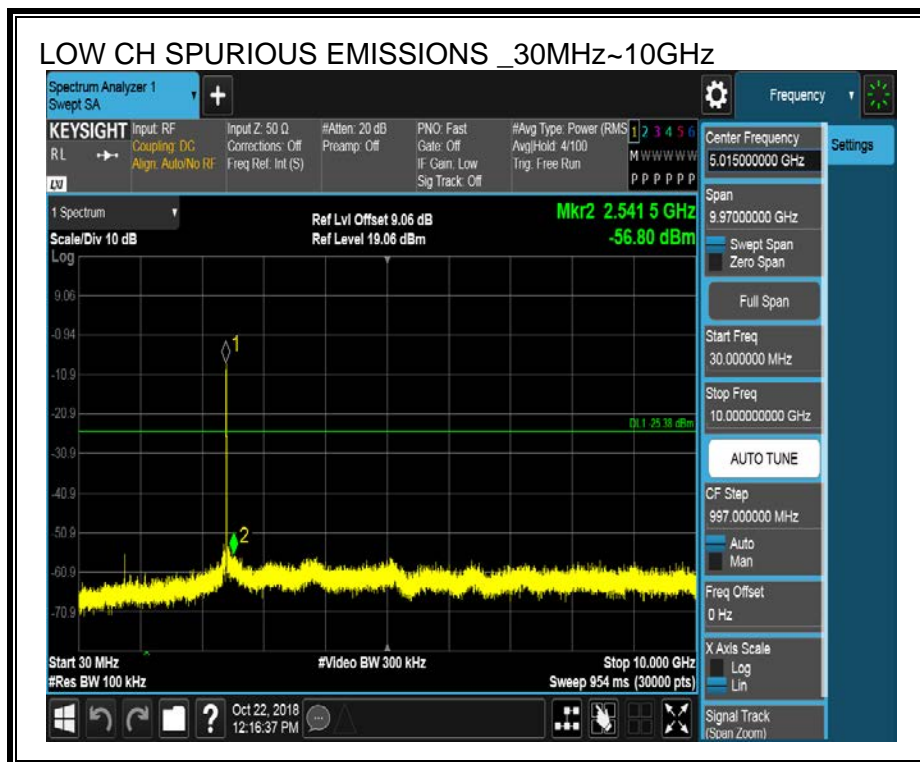 LOW CH SPURIOUS EMISSIONS _30MHz~10GHz
Spectrum Analyzer 1
Swept SA
Frequency
KEYSIGHT
RL
LXI
Input: RF
Coupling: DC
Align: Auto/No RF
Input Z: 50 Ω
Corrections: Off
Freq Ref: Int (S)
#Atten: 20 dB
Preamp: Off
PNO: Fast
Gate: Off
IF Gain: Low
Sig Track: Off
#Avg Type: Power (RMS
Avg|Hold: 4/100
Trig: Free Run
1 2 3 4 5 6
M W W W W W
P P P P P P
Settings
1 Spectrum
Scale/Div 10 dB
Ref Lvl Offset 9.06 dB
Ref Level 19.06 dBm
Mkr2 2.541 5 GHz
-56.80 dBm
Log
9.06
-0.94
-10.9
-20.9
-30.9
-40.9
-50.9
-60.9
-70.9
1
2
DL1 -25.38 dBm
Start 30 MHz
#Res BW 100 kHz
#Video BW 300 kHz
Stop 10.000 GHz
Sweep 954 ms (30000 pts)
Center Frequency
5.015000000 GHz
Span
9.97000000 GHz
Swept Span
Zero Span
Full Span
Start Freq
30.000000 MHz
Stop Freq
10.000000000 GHz
AUTO TUNE
CF Step
997.000000 MHz
Auto
Man
Freq Offset
0 Hz
X Axis Scale
Log
Lin
Signal Track
(Span Zoom)
?
Oct 22, 2018
12:16:37 PM